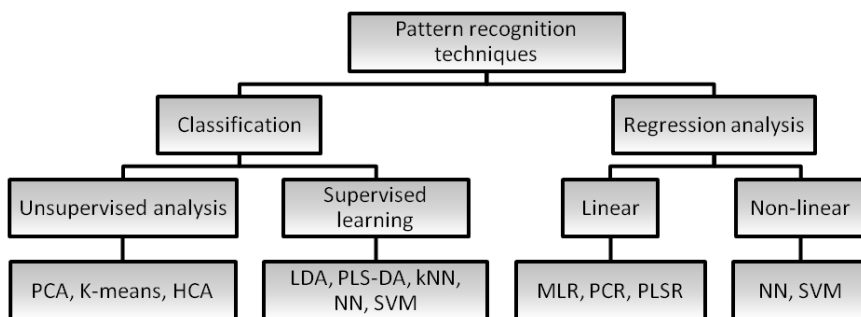 Pattern recognition
techniques
Classification
Regression analysis
Unsupervised analysis
Supervised
learning
Linear
Non-linear
PCA, K-means, HCA
LDA, PLS-DA, kNN,
NN, SVM
MLR, PCR, PLSR
NN, SVM